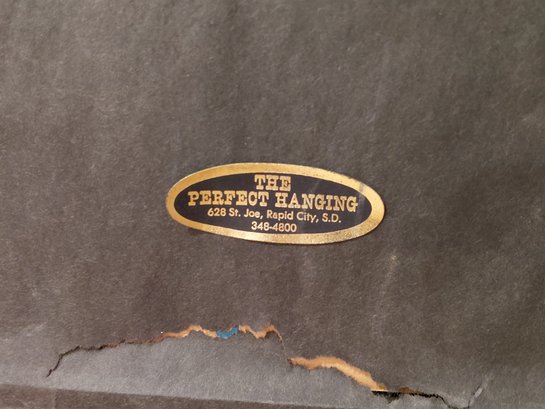 THE
PERFECT HANGING
628 St. Joe, Rapid City, S.D.
348-4800